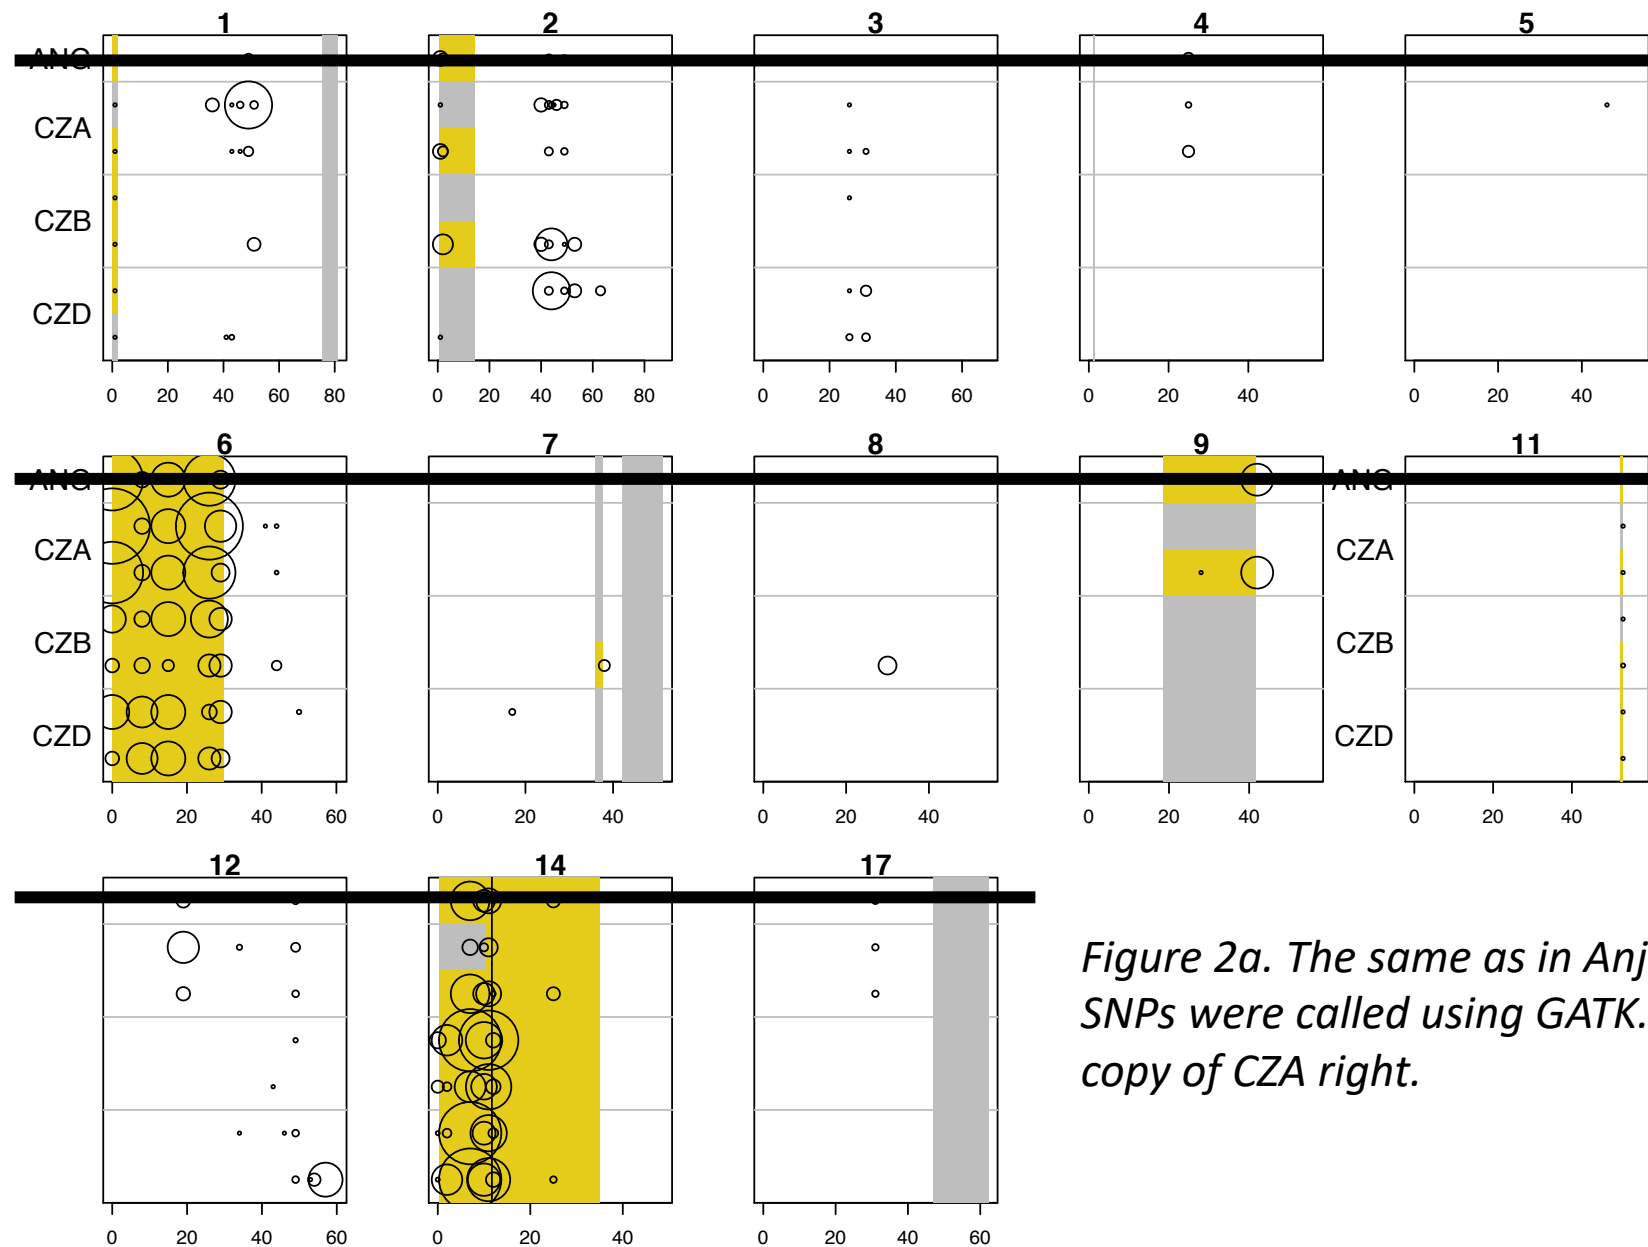 1 2 3 4 5
ANG
CZA
CZB
CZD
0 20 40 60 80 0 20 40 60 80 0 20 40 60 0 20 40 0 20 40
6 7 8 9 11
ANG ANG
CZA CZA
CZB CZB
CZD CZD
0 20 40 60 0 20 40 0 20 40 0 20 40 0 20 40
12 14 17
0 20 40 60 0 20 40 0 20 40 60
Figure 2a. The same as in Anj
SNPs were called using GATK.
copy of CZA right.